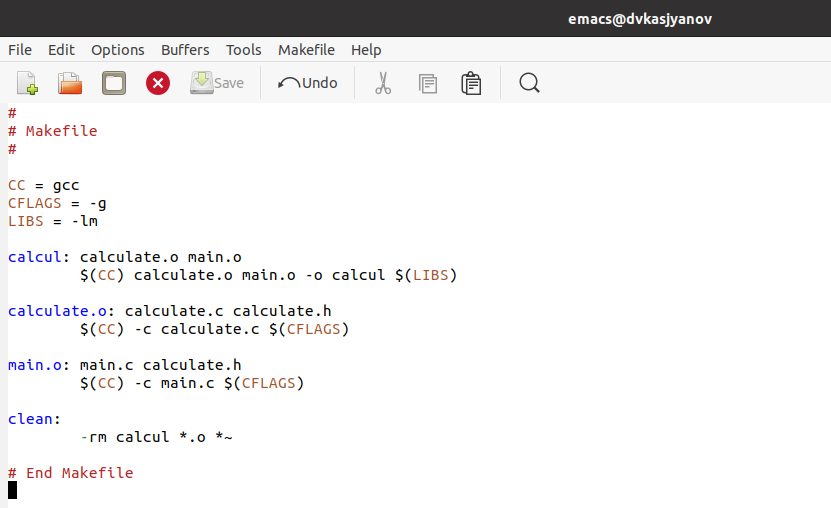 emacs@dvkasjyanov
File Edit Options Buffers Tools Makefile Help
Save Undo
#
# Makefile
#
CC = gcc
CFLAGS = -g
LIBS = -lm
calcul: calculate.o main.o
$(CC) calculate.o main.o -o calcul $(LIBS)
calculate.o: calculate.c calculate.h
$(CC) -c calculate.c $(CFLAGS)
main.o: main.c calculate.h
$(CC) -c main.c $(CFLAGS)
clean:
-rm calcul *.o *~
# End Makefile